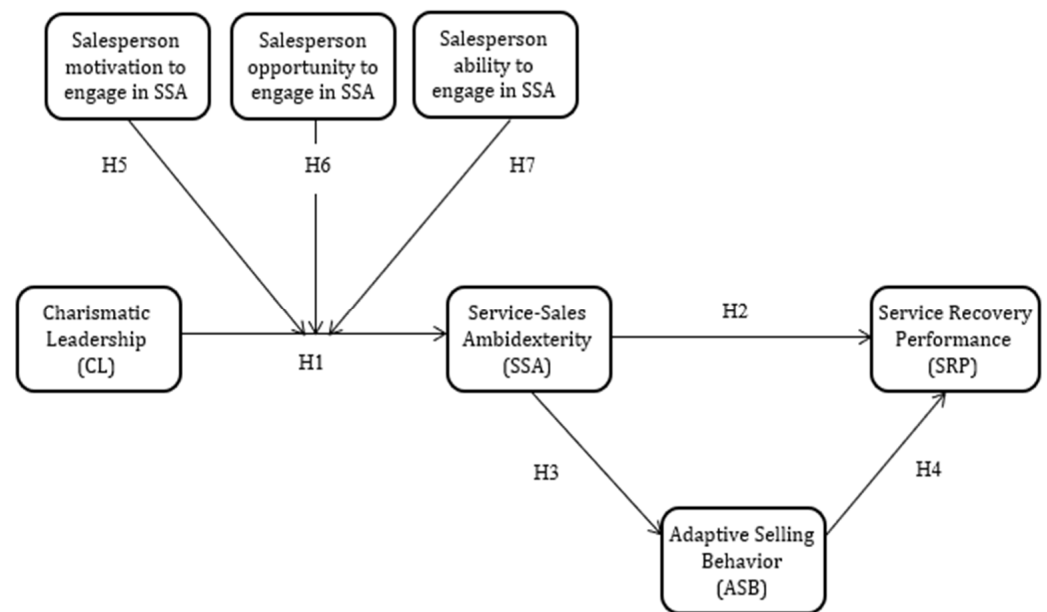 Salesperson
motivation to
engage in SSA
Salesperson
opportunity to
engage in SSA
Salesperson
ability to
engage in SSA
H5
H6
H7
Charismatic
Leadership
(CL)
H1
Service-Sales
Ambidexterity
(SSA)
H2
Service Recovery
Performance
(SRP)
H3
H4
Adaptive Selling
Behavior
(ASB)